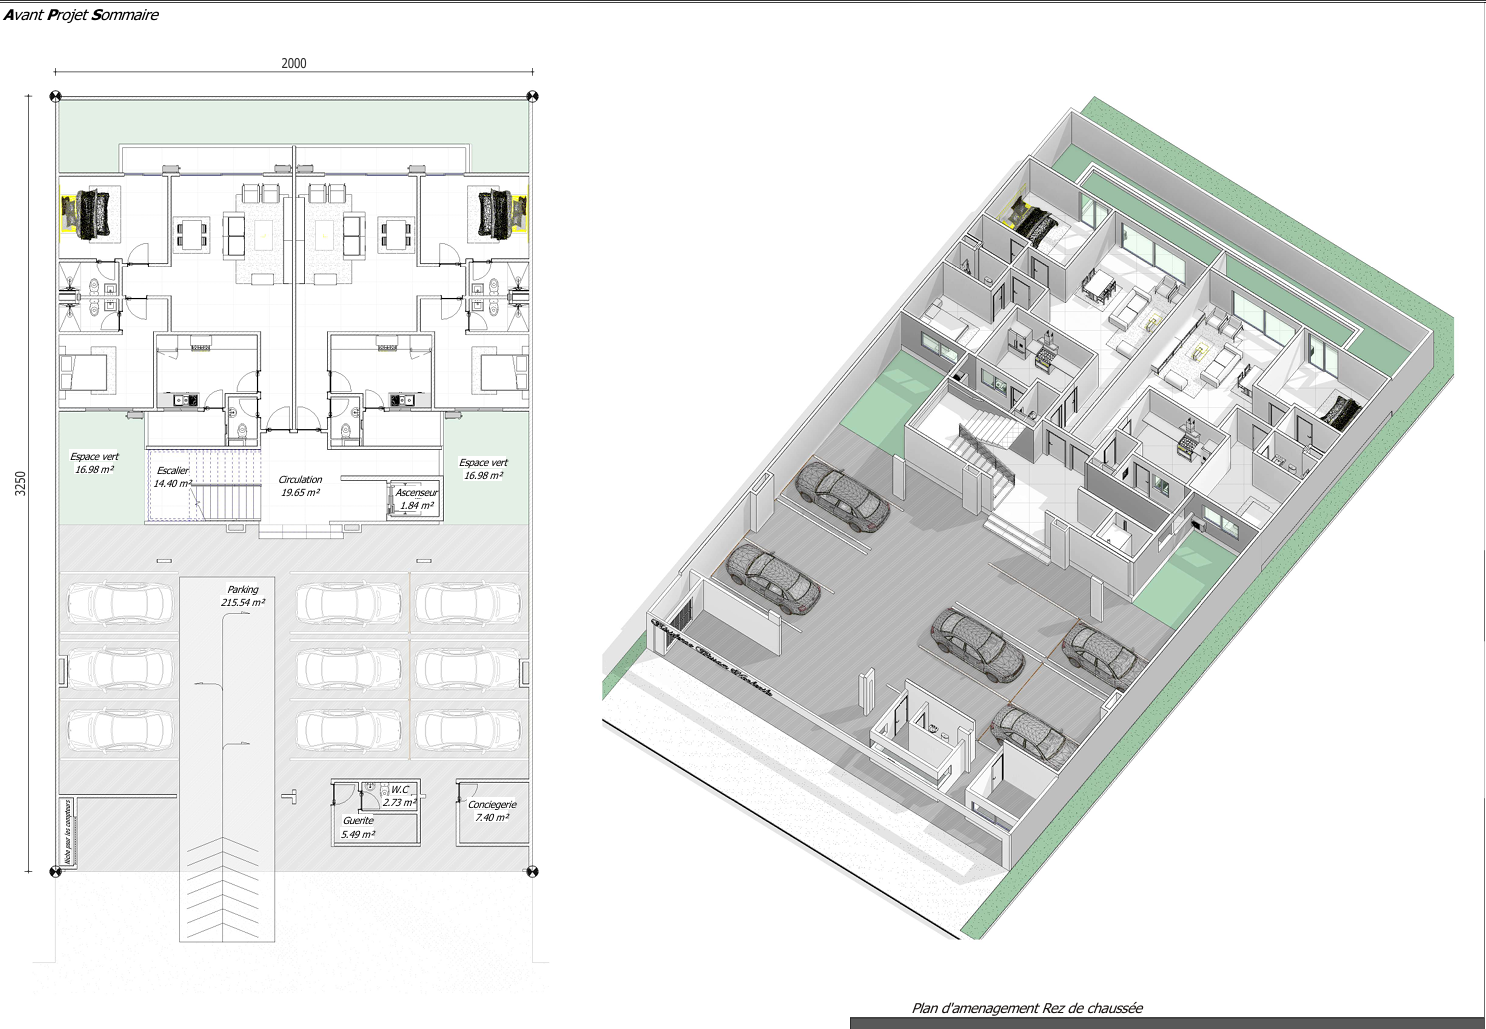 Avant Projet Sommaire
2000
3250
Espace vert
16.98 m²
Escalier
14.40 m²
Circulation
19.65 m²
Ascenseur
1.84 m²
Espace vert
16.98 m²
Parking
215.54 m²
W.C
2.73 m²
Guerite
5.49 m²
Conciegerie
7.40 m²
Niche pour les compteurs
Plan d'amenagement Rez de chaussée